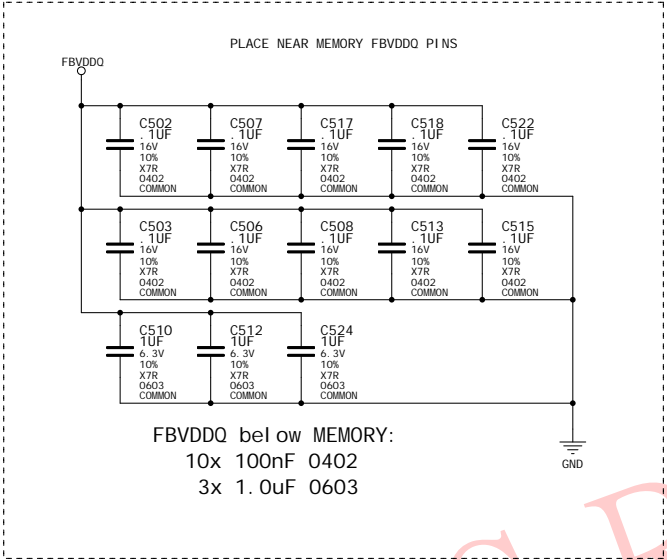 PLACE NEAR MEMORY FBVDDQ PINS
FBVDDQ
C502 C507 C517 C518 C522
.1UF .1UF .1UF .1UF .1UF
16V 16V 16V 16V 16V
10% 10% 10% 10% 10%
X7R X7R X7R X7R X7R
0402 0402 0402 0402 0402
COMMON COMMON COMMON COMMON COMMON
C503 C506 C508 C513 C515
.1UF .1UF .1UF .1UF .1UF
16V 16V 16V 16V 16V
10% 10% 10% 10% 10%
X7R X7R X7R X7R X7R
0402 0402 0402 0402 0402
COMMON COMMON COMMON COMMON COMMON
C510 C512 C524
1UF 1UF 1UF
6.3V 6.3V 6.3V
10% 10% 10%
X7R X7R X7R
0603 0603 0603
COMMON COMMON COMMON
FBVDDQ below MEMORY:
10x 100nF 0402
3x 1.0uF 0603
GND